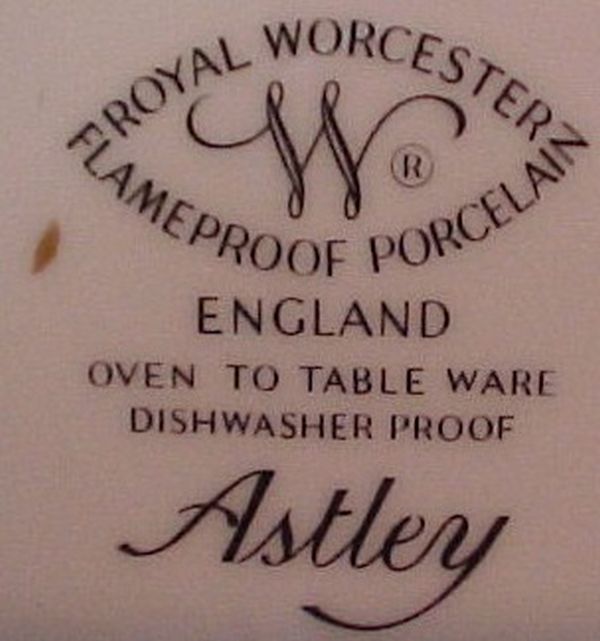 ROYAL WORCESTER
W ®
FLAMEPROOF PORCELAIN
ENGLAND
OVEN TO TABLE WARE
DISHWASHER PROOF
Astley